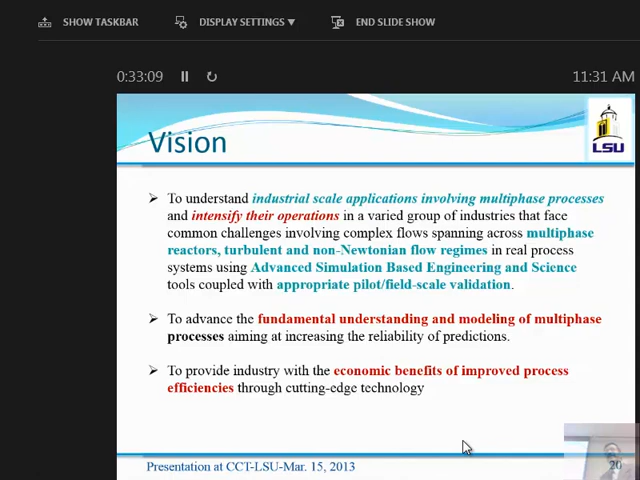 SHOW TASKBAR
DISPLAY SETTINGS ▼
END SLIDE SHOW
0:33:09
11:31 AM
Vision
LSU
➢ To understand industrial scale applications involving multiphase processes
and intensify their operations in a varied group of industries that face
common challenges involving complex flows spanning across multiphase
reactors, turbulent and non-Newtonian flow regimes in real process
systems using Advanced Simulation Based Engineering and Science
tools coupled with appropriate pilot/field-scale validation.
➢ To advance the fundamental understanding and modeling of multiphase
processes aiming at increasing the reliability of predictions.
➢ To provide industry with the economic benefits of improved process
efficiencies through cutting-edge technology
Presentation at CCT-LSU-Mar. 15, 2013
20